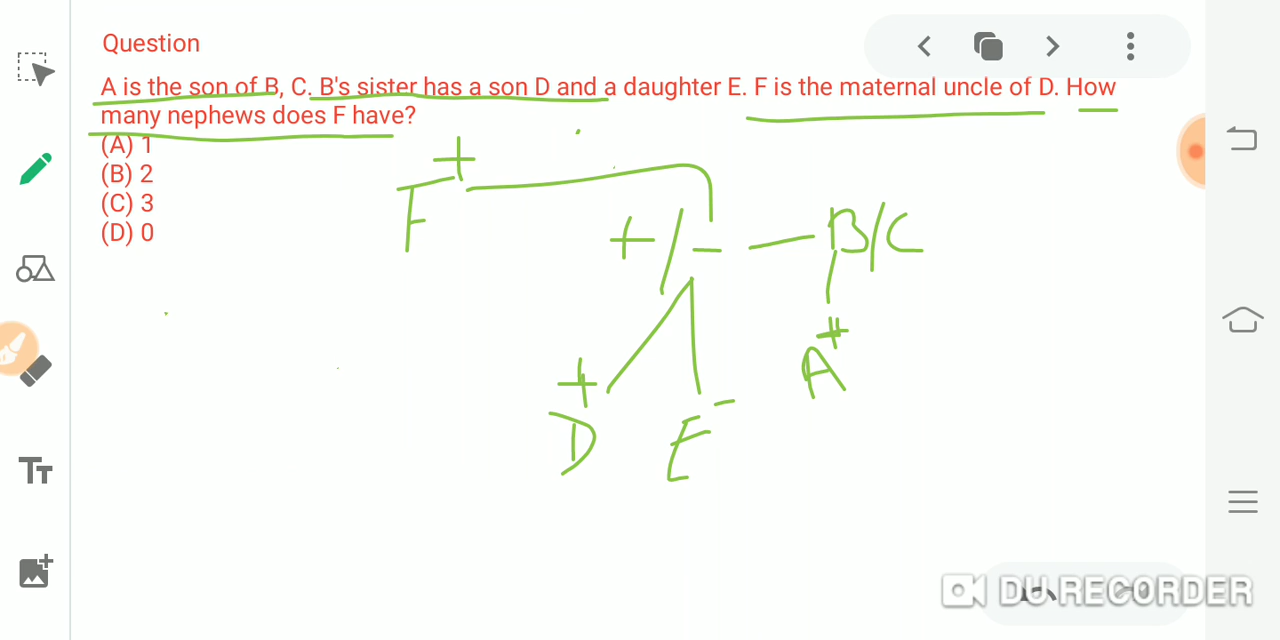 Question
A is the son of B, C. B's sister has a son D and a daughter E. F is the maternal uncle of D. How
many nephews does F have?
(A) 1
(B) 2
(C) 3
(D) 0
+
F
+/- — B/C
+
A
+
D
-
E
TT
DU RECORDER